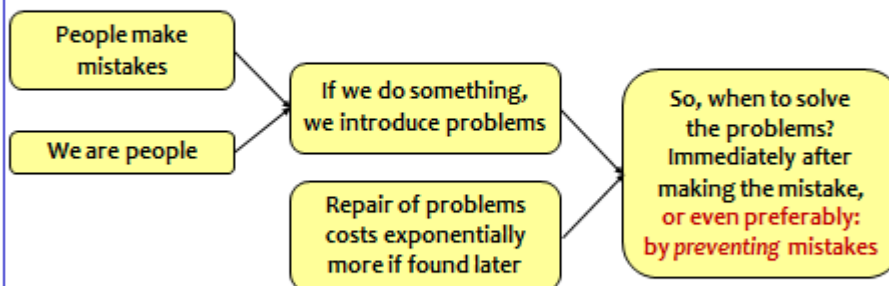 People make
mistakes
We are people
If we do something,
we introduce problems
Repair of problems
costs exponentially
more if found later
So, when to solve
the problems?
Immediately after
making the mistake,
or even preferably:
by preventing mistakes